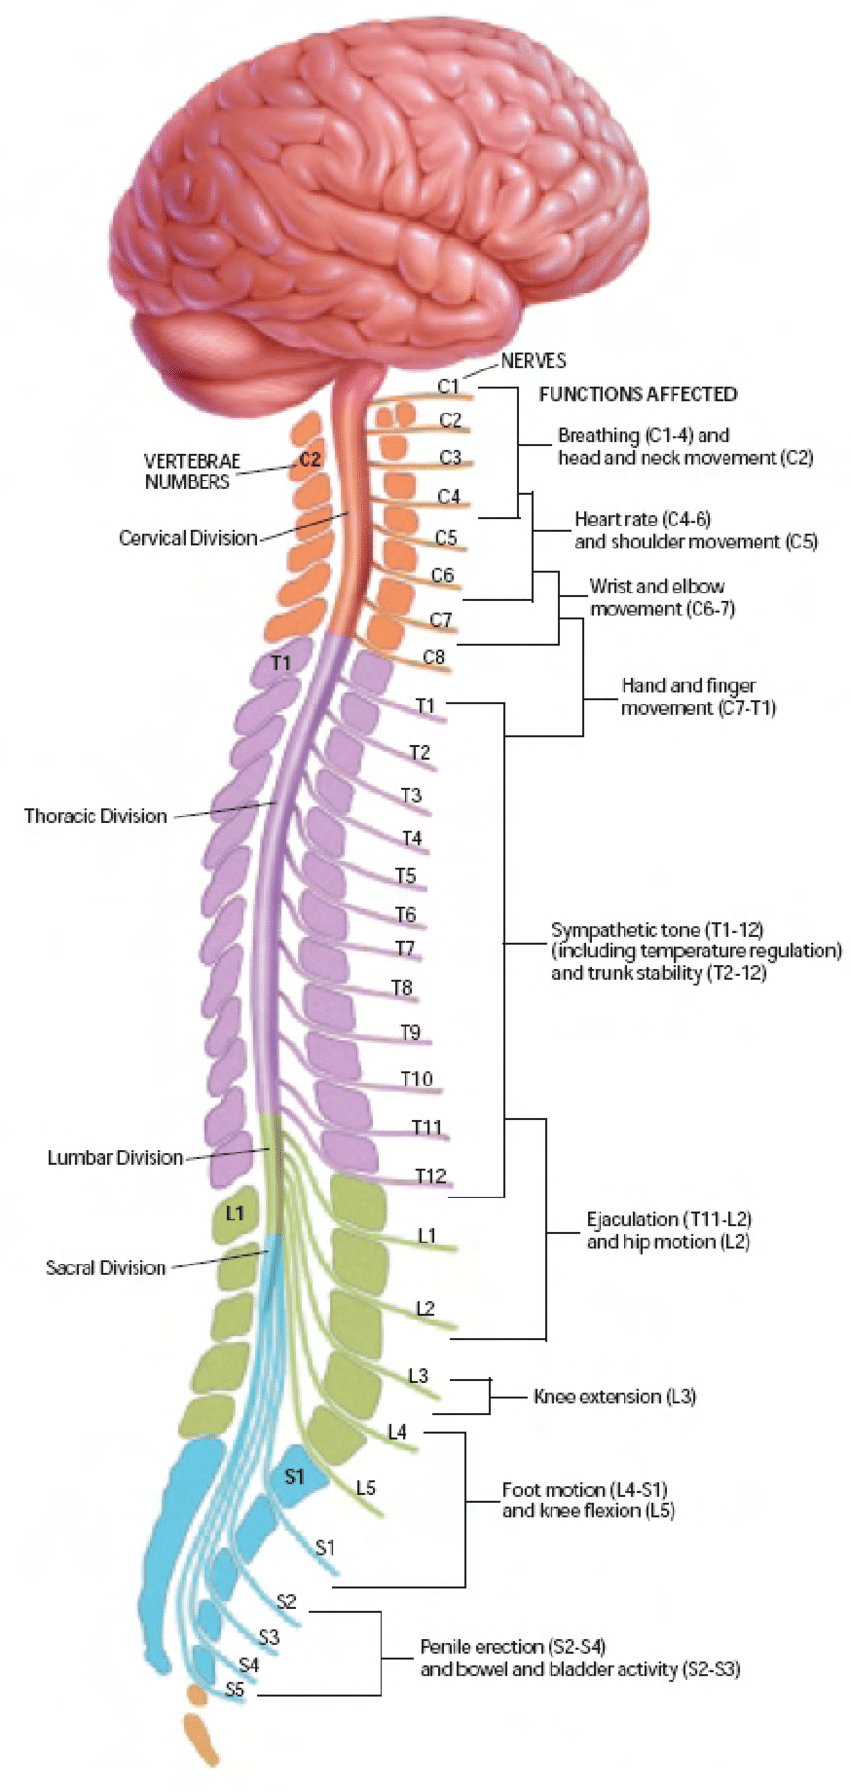 NERVES
FUNCTIONS AFFECTED
C1
C2
C3
C4
C5
C6
C7
C8
Breathing (C1-4) and
head and neck movement (C2)
VERTEBRAE
NUMBERS
C2
Cervical Division
Heart rate (C4-6)
and shoulder movement (C5)
Wrist and elbow
movement (C6-7)
Hand and finger
movement (C7-T1)
T1
T1
T2
T3
T4
T5
T6
T7
T8
T9
T10
T11
T12
Thoracic Division
Sympathetic tone (T1-12)
(including temperature regulation)
and trunk stability (T2-12)
Lumbar Division
L1
Sacral Division
Ejaculation (T11-L2)
and hip motion (L2)
L1
L2
L3
L4
L5
Knee extension (L3)
Foot motion (L4-S1)
and knee flexion (L5)
S1
S1
S2
S3
S4
S5
Penile erection (S2-S4)
and bowel and bladder activity (S2-S3)